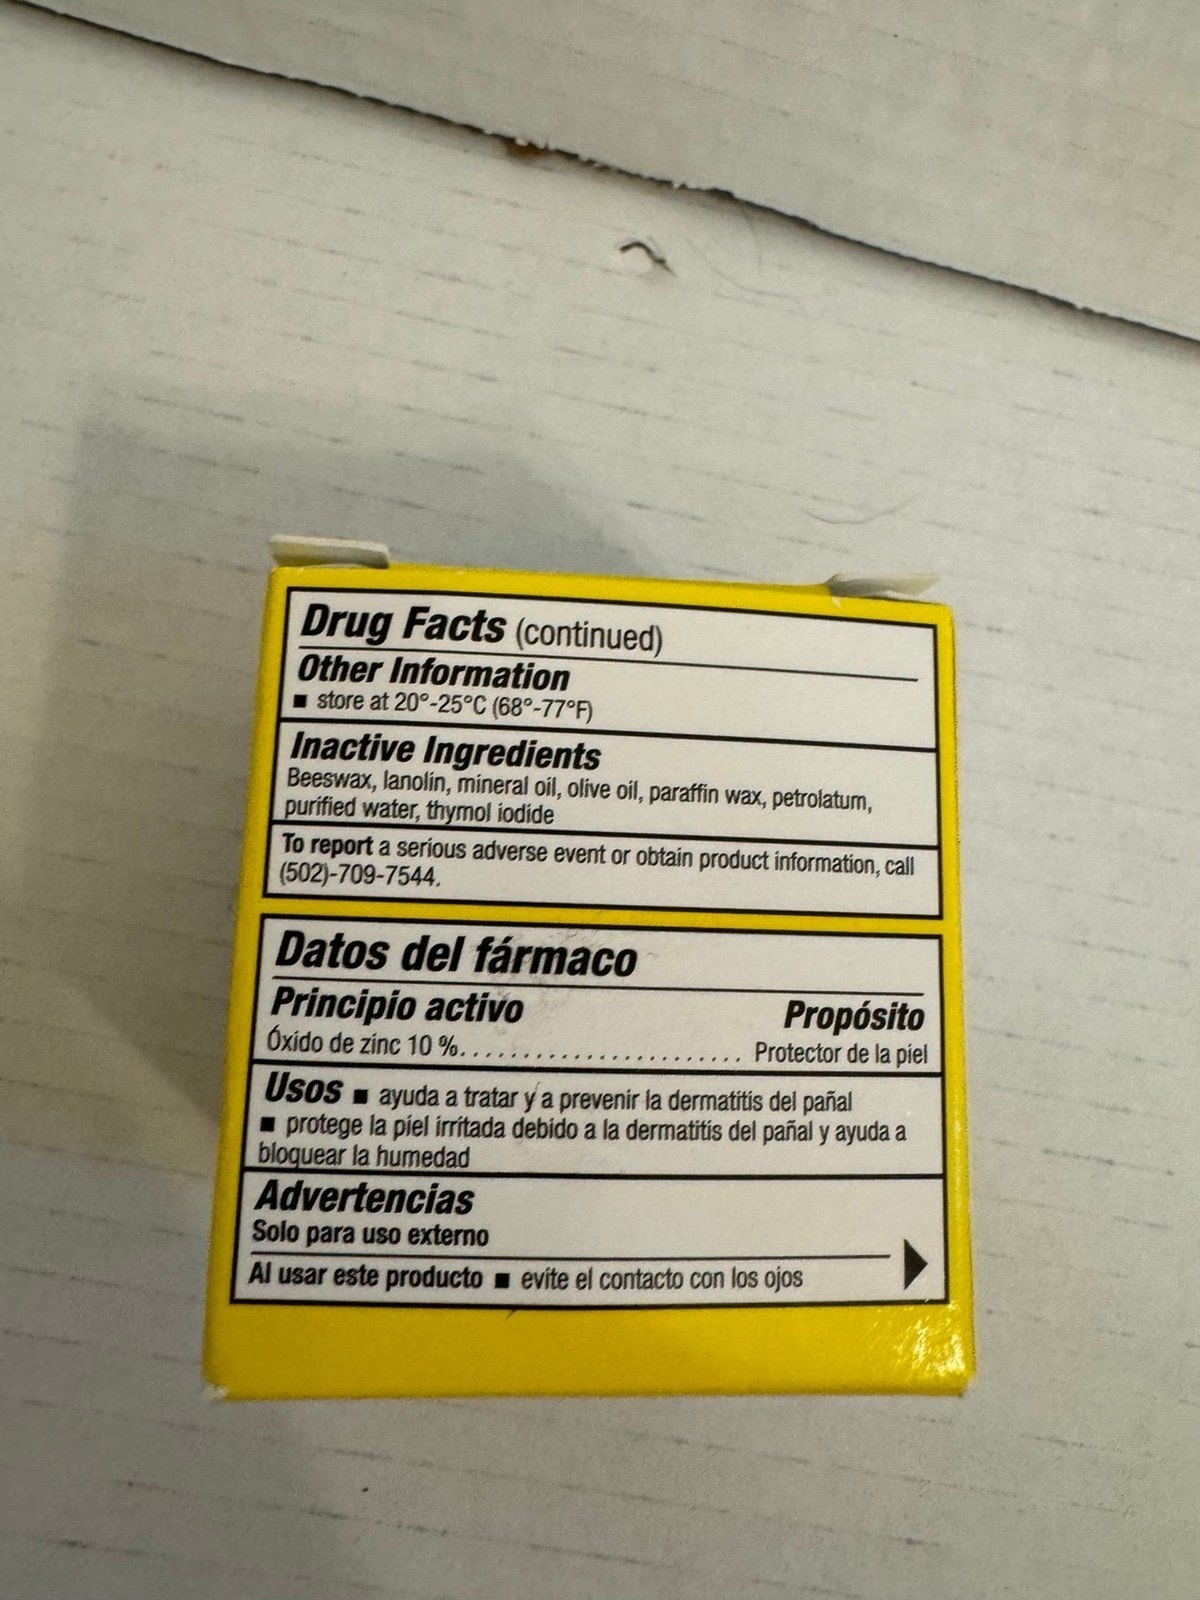 Drug Facts (continued)
Other Information
■ store at 20°-25°C (68°-77°F)
Inactive Ingredients
Beeswax, lanolin, mineral oil, olive oil, paraffin wax, petrolatum,
purified water, thymol iodide
To report a serious adverse event or obtain product information, call
(502)-709-7544.
Datos del fármaco
Principio activo Propósito
Óxido de zinc 10 %........................ Protector de la piel
Usos ■ ayuda a tratar y a prevenir la dermatitis del pañal
■ protege la piel irritada debido a la dermatitis del pañal y ayuda a
bloquear la humedad
Advertencias
Solo para uso externo
Al usar este producto ■ evite el contacto con los ojos